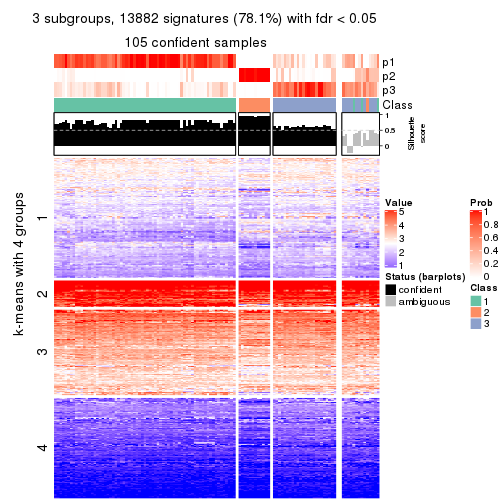 3 subgroups, 13882 signatures (78.1%) with fdr < 0.05
105 confident samples
p1
p2
p3
Class
1
0.5
0
Silhouette
score
k-means with 4 groups
1
2
3
4
Value
5
4
3
2
1
Status (barplots)
confident
ambiguous
Prob
1
0.8
0.6
0.4
0.2
0
Class
1
2
3